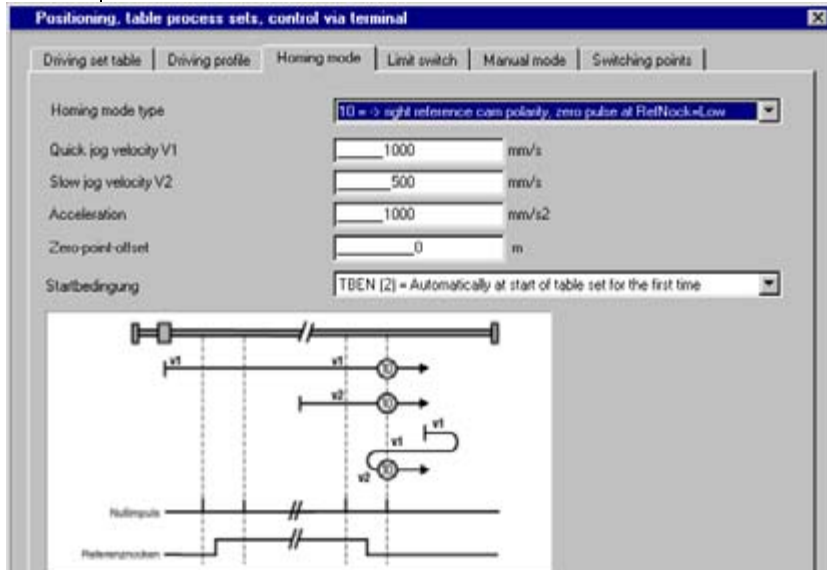 Positioning, table process sets, control via terminal
Driving set table Driving profile Homing mode Limit switch Manual mode Switching points
Homing mode type 10 = -> right reference cam polarity, zero pulse at RefNock=Low
Quick jog velocity V1 1000 mm/s
Slow jog velocity V2 500 mm/s
Acceleration 1000 mm/s2
Zero-point-offset 0 m
Startbedingung TBEN (2) = Automatically at start of table set for the first time
v1 v1 10
v2 10
v1 v1
v2 10
Nullimpuls
Referenznocken